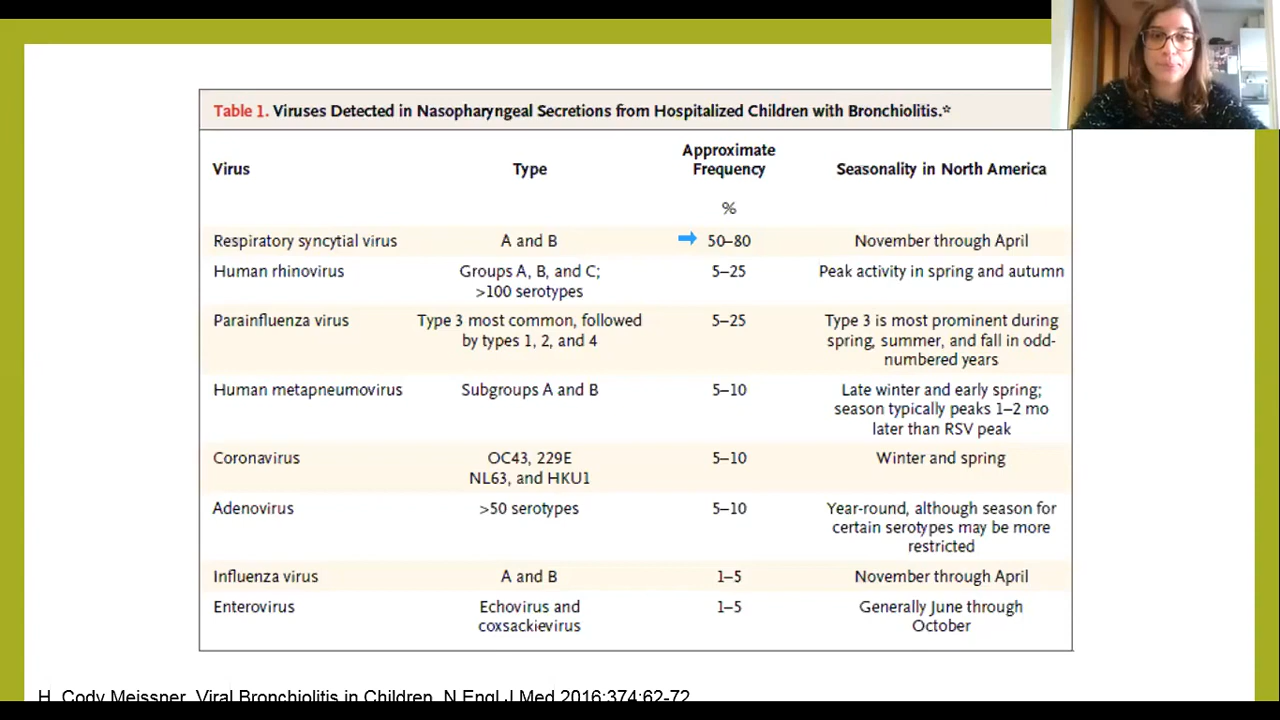 Table 1. Viruses Detected in Nasopharyngeal Secretions from Hospitalized Children with Bronchiolitis.*
Virus Type Approximate Frequency Seasonality in North America
%
Respiratory syncytial virus A and B 50–80 November through April
Human rhinovirus Groups A, B, and C; 5–25 Peak activity in spring and autumn
>100 serotypes
Parainfluenza virus Type 3 most common, followed 5–25 Type 3 is most prominent during
by types 1, 2, and 4 spring, summer, and fall in odd-
numbered years
Human metapneumovirus Subgroups A and B 5–10 Late winter and early spring;
season typically peaks 1–2 mo
later than RSV peak
Coronavirus OC43, 229E 5–10 Winter and spring
NL63, and HKU1
Adenovirus >50 serotypes 5–10 Year-round, although season for
certain serotypes may be more
restricted
Influenza virus A and B 1–5 November through April
Enterovirus Echovirus and 1–5 Generally June through
coxsackievirus October
H. Cody Meissner. Viral Bronchiolitis in Children. N Engl J Med 2016;374:62-72